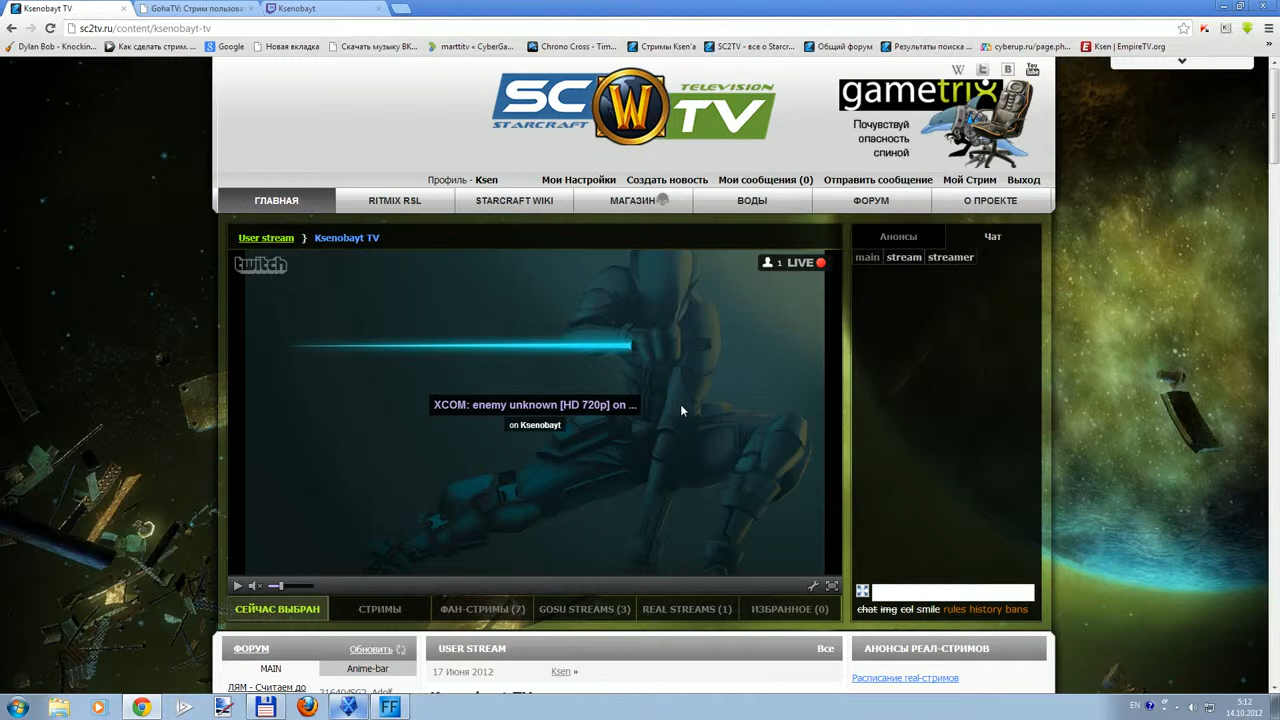 Ksenobayt TV
GohaTV: Стрим пользова
Ksenobayt
sc2tv.ru/content/ksenobayt-tv
Dylan Bob - Knockin...
Как сделать стрим. ...
Google
Новая вкладка
Скачать музыку ВК...
marttitv « CyberGa...
Chrono Cross - Tim...
Стримы Ksen'a
SC2TV - все о Starcr...
Общий форум
Результаты поиска ...
cyberup.ru/page.ph...
Ksen | EmpireTV.org
SC W TV
TELEVISION
STARCRAFT
gametrix
Почувствуй
опасность
спиной
You
Tube
Профиль - Ksen
Мои Настройки
Создать новость
Мои сообщения (0)
Отправить сообщение
Мой Стрим
Выход
ГЛАВНАЯ
RITMIX RSL
STARCRAFT WIKI
МАГАЗИН
ВОДЫ
ФОРУМ
О ПРОЕКТЕ
User stream } Ksenobayt TV
Анонсы
Чат
main stream streamer
twitch
1 LIVE
XCOM: enemy unknown [HD 720p] on ...
on Ksenobayt
chat img col smile rules history bans
СЕЙЧАС ВЫБРАН
СТРИМЫ
ФАН-СТРИМЫ (7)
GOSU STREAMS (3)
REAL STREAMS (1)
ИЗБРАННОЕ (0)
ФОРУМ
Обновить
USER STREAM
Все
АНОНСЫ РЕАЛ-СТРИМОВ
MAIN
Anime-bar
17 Июня 2012
Ksen »
Расписание real-стримов
ЛЯМ - Считаем до
EN
5:12
14.10.2012